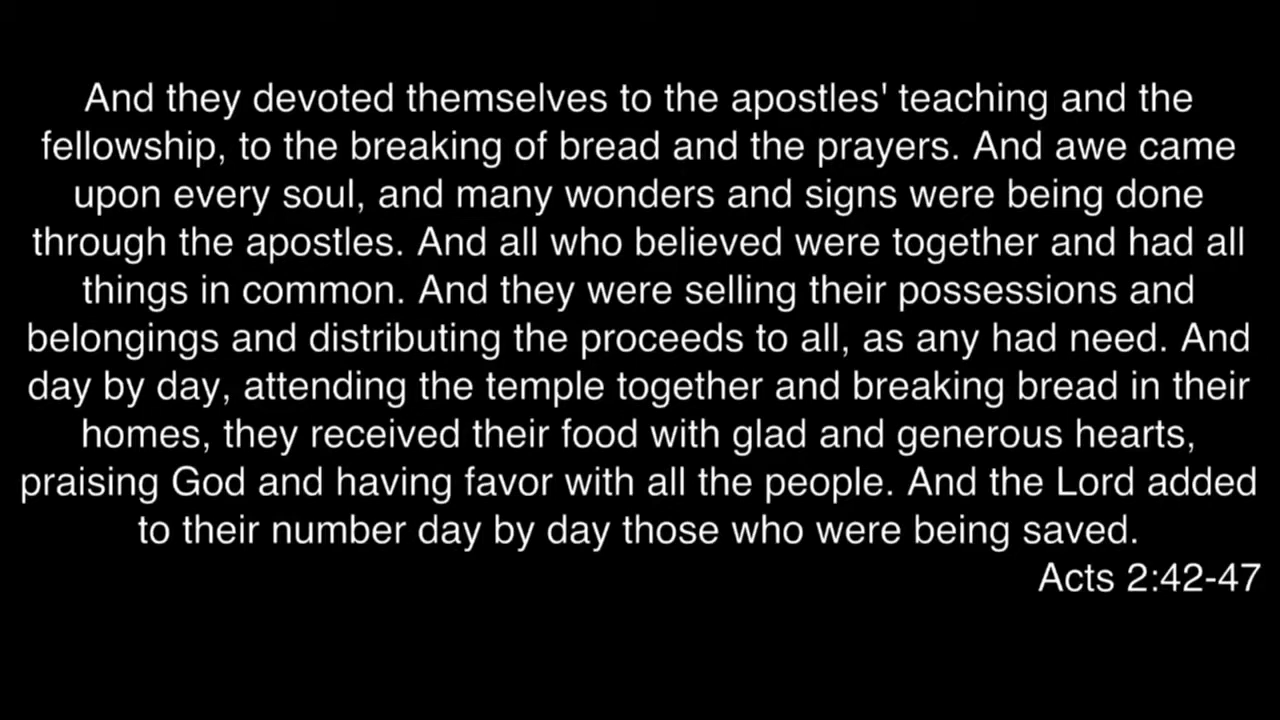 And they devoted themselves to the apostles' teaching and the
fellowship, to the breaking of bread and the prayers. And awe came
upon every soul, and many wonders and signs were being done
through the apostles. And all who believed were together and had all
things in common. And they were selling their possessions and
belongings and distributing the proceeds to all, as any had need. And
day by day, attending the temple together and breaking bread in their
homes, they received their food with glad and generous hearts,
praising God and having favor with all the people. And the Lord added
to their number day by day those who were being saved.
Acts 2:42-47